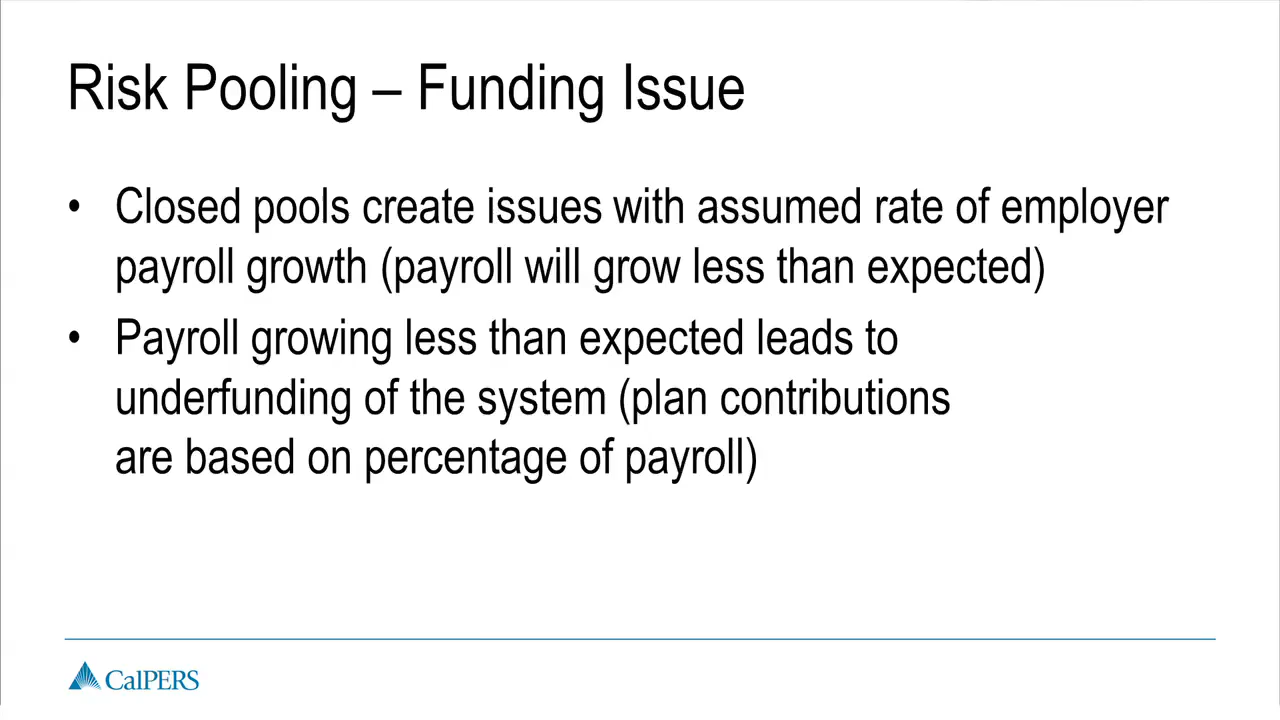 Risk Pooling – Funding Issue
• Closed pools create issues with assumed rate of employer
payroll growth (payroll will grow less than expected)
• Payroll growing less than expected leads to
underfunding of the system (plan contributions
are based on percentage of payroll)
CalPERS